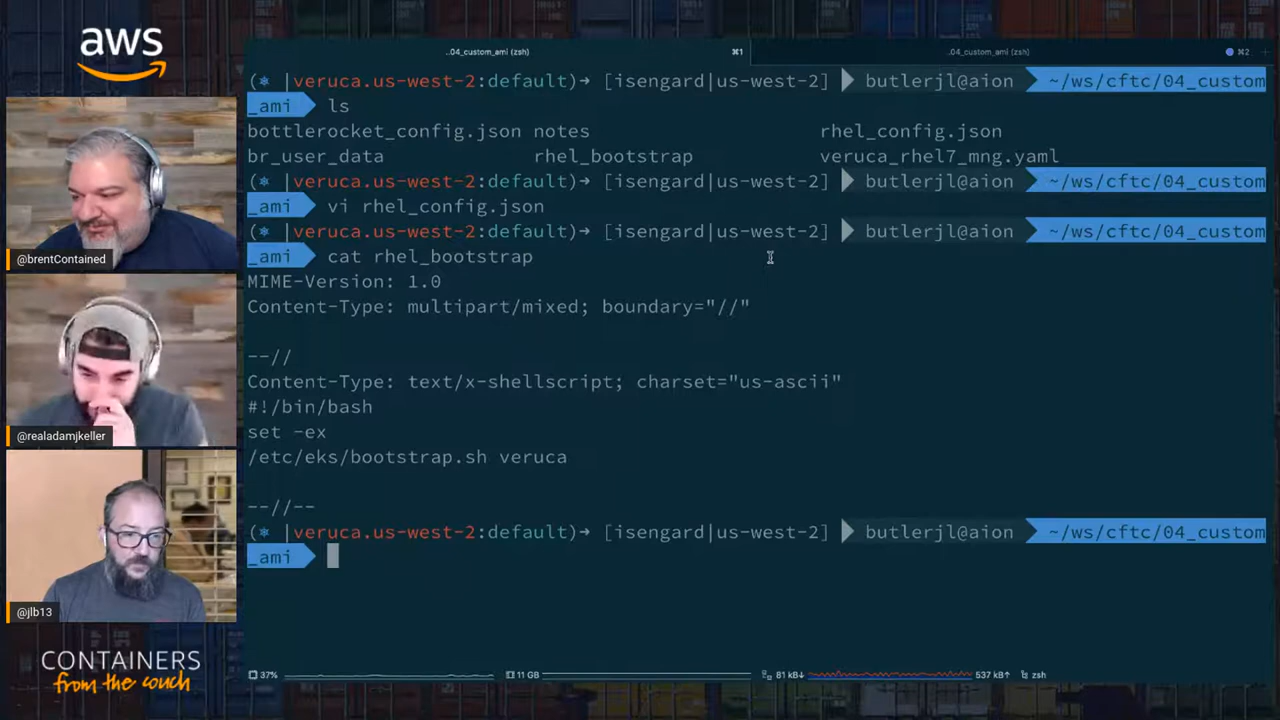 aws
@brentContained
@realadamjkeller
@jlb13
CONTAINERS
from the couch
..04_custom_ami (zsh) ⌘1 ..04_custom_ami (zsh) ⌘2
(⎈ |veruca.us-west-2:default)→ [isengard|us-west-2] butlerjl@aion ~/ws/cftc/04_custom
_ami ls
bottlerocket_config.json notes rhel_config.json
br_user_data rhel_bootstrap veruca_rhel7_mng.yaml
(⎈ |veruca.us-west-2:default)→ [isengard|us-west-2] butlerjl@aion ~/ws/cftc/04_custom
_ami vi rhel_config.json
(⎈ |veruca.us-west-2:default)→ [isengard|us-west-2] butlerjl@aion ~/ws/cftc/04_custom
_ami cat rhel_bootstrap
MIME-Version: 1.0
Content-Type: multipart/mixed; boundary="//"
--//
Content-Type: text/x-shellscript; charset="us-ascii"
#!/bin/bash
set -ex
/etc/eks/bootstrap.sh veruca
--//--
(⎈ |veruca.us-west-2:default)→ [isengard|us-west-2] butlerjl@aion ~/ws/cftc/04_custom
_ami
37% 11 GB 81 kB↓ 537 kB↑ zsh